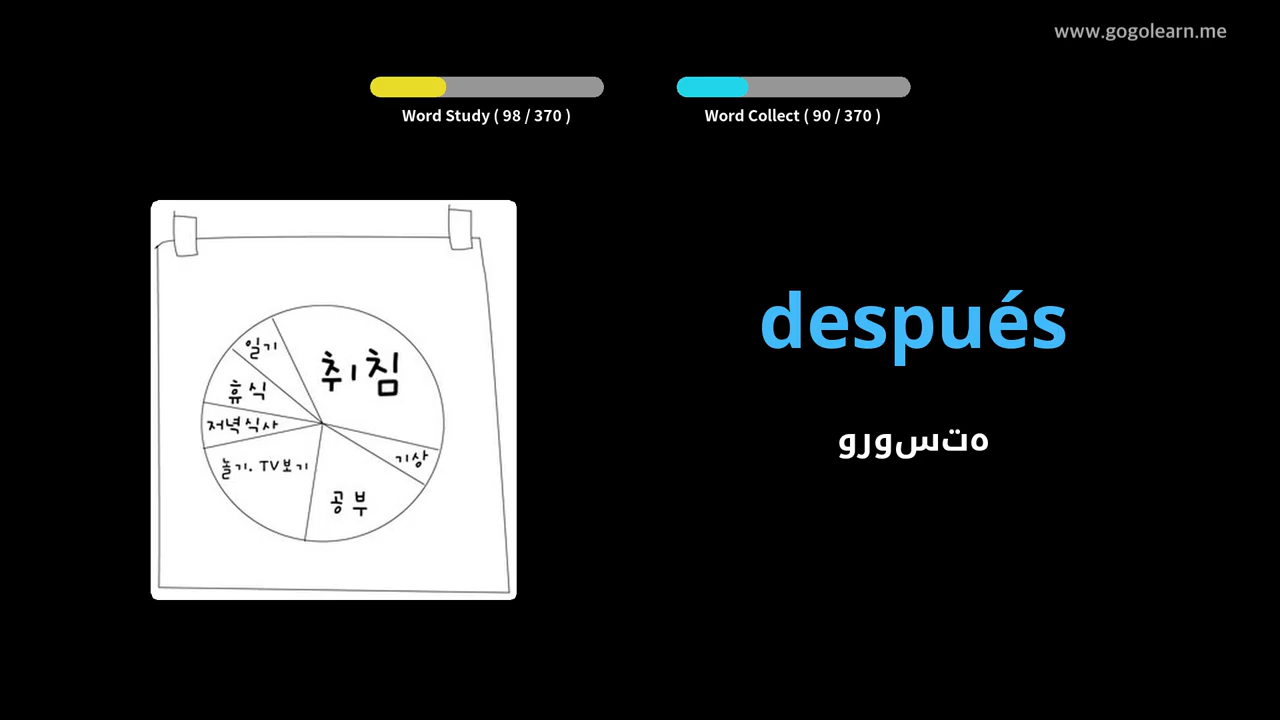 www.gogolearn.me
Word Study ( 98 / 370 )
Word Collect ( 90 / 370 )
일기
취침
휴식
저녁식사
놀기. TV보기
기상
공부
después
هتسورو